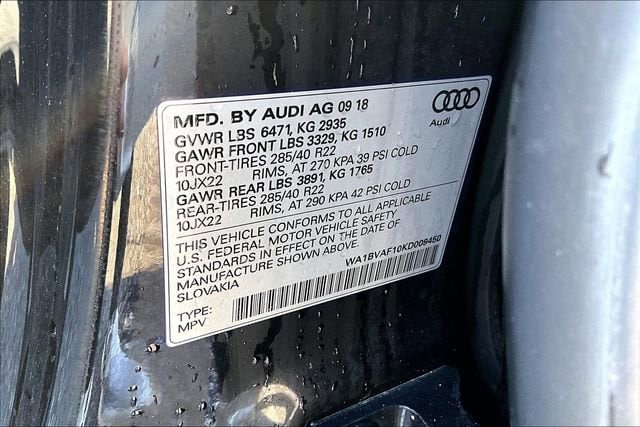 MFD. BY AUDI AG 09 18
GVWR LBS 6471, KG 2935
GAWR FRONT LBS 3329, KG 1510
FRONT-TIRES 285/40 R22
10JX22 RIMS, AT 270 KPA 39 PSI COLD
GAWR REAR LBS 3891, KG 1765
REAR-TIRES 285/40 R22
10JX22 RIMS, AT 290 KPA 42 PSI COLD
Audi
THIS VEHICLE CONFORMS TO ALL APPLICABLE
U.S. FEDERAL MOTOR VEHICLE SAFETY
STANDARDS IN EFFECT ON THE DATE OF
MANUFACTURE SHOWN ABOVE.
SLOVAKIA
WA1BVAF10KD009450
TYPE:
MPV